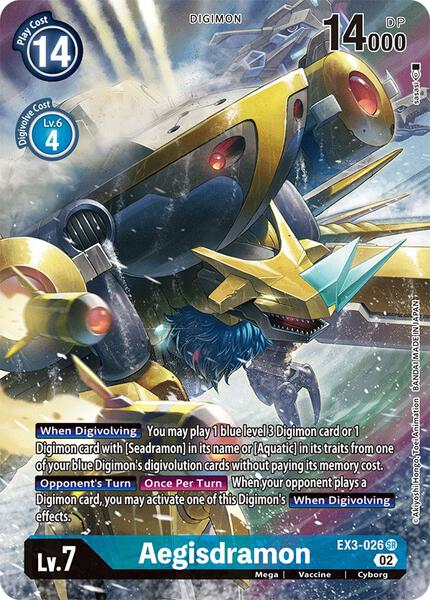 DIGIMON
Play Cost
14
14000
DP
Digivolve Cost
Lv.6
4
©Akiyoshi Hongo, Toei Animation BANDAI MADE IN JAPAN
When Digivolving You may play 1 blue level 3 Digimon card or 1
Digimon card with [Seadramon] in its name or [Aquatic] in its traits from one
of your blue Digimon's digivolution cards without paying its memory cost.
Opponent's Turn Once Per Turn When your opponent plays a
Digimon card, you may activate one of this Digimon's When Digivolving
effects.
Lv.7
Aegisdramon
EX3-026 SR
02
Mega | Vaccine | Cyborg